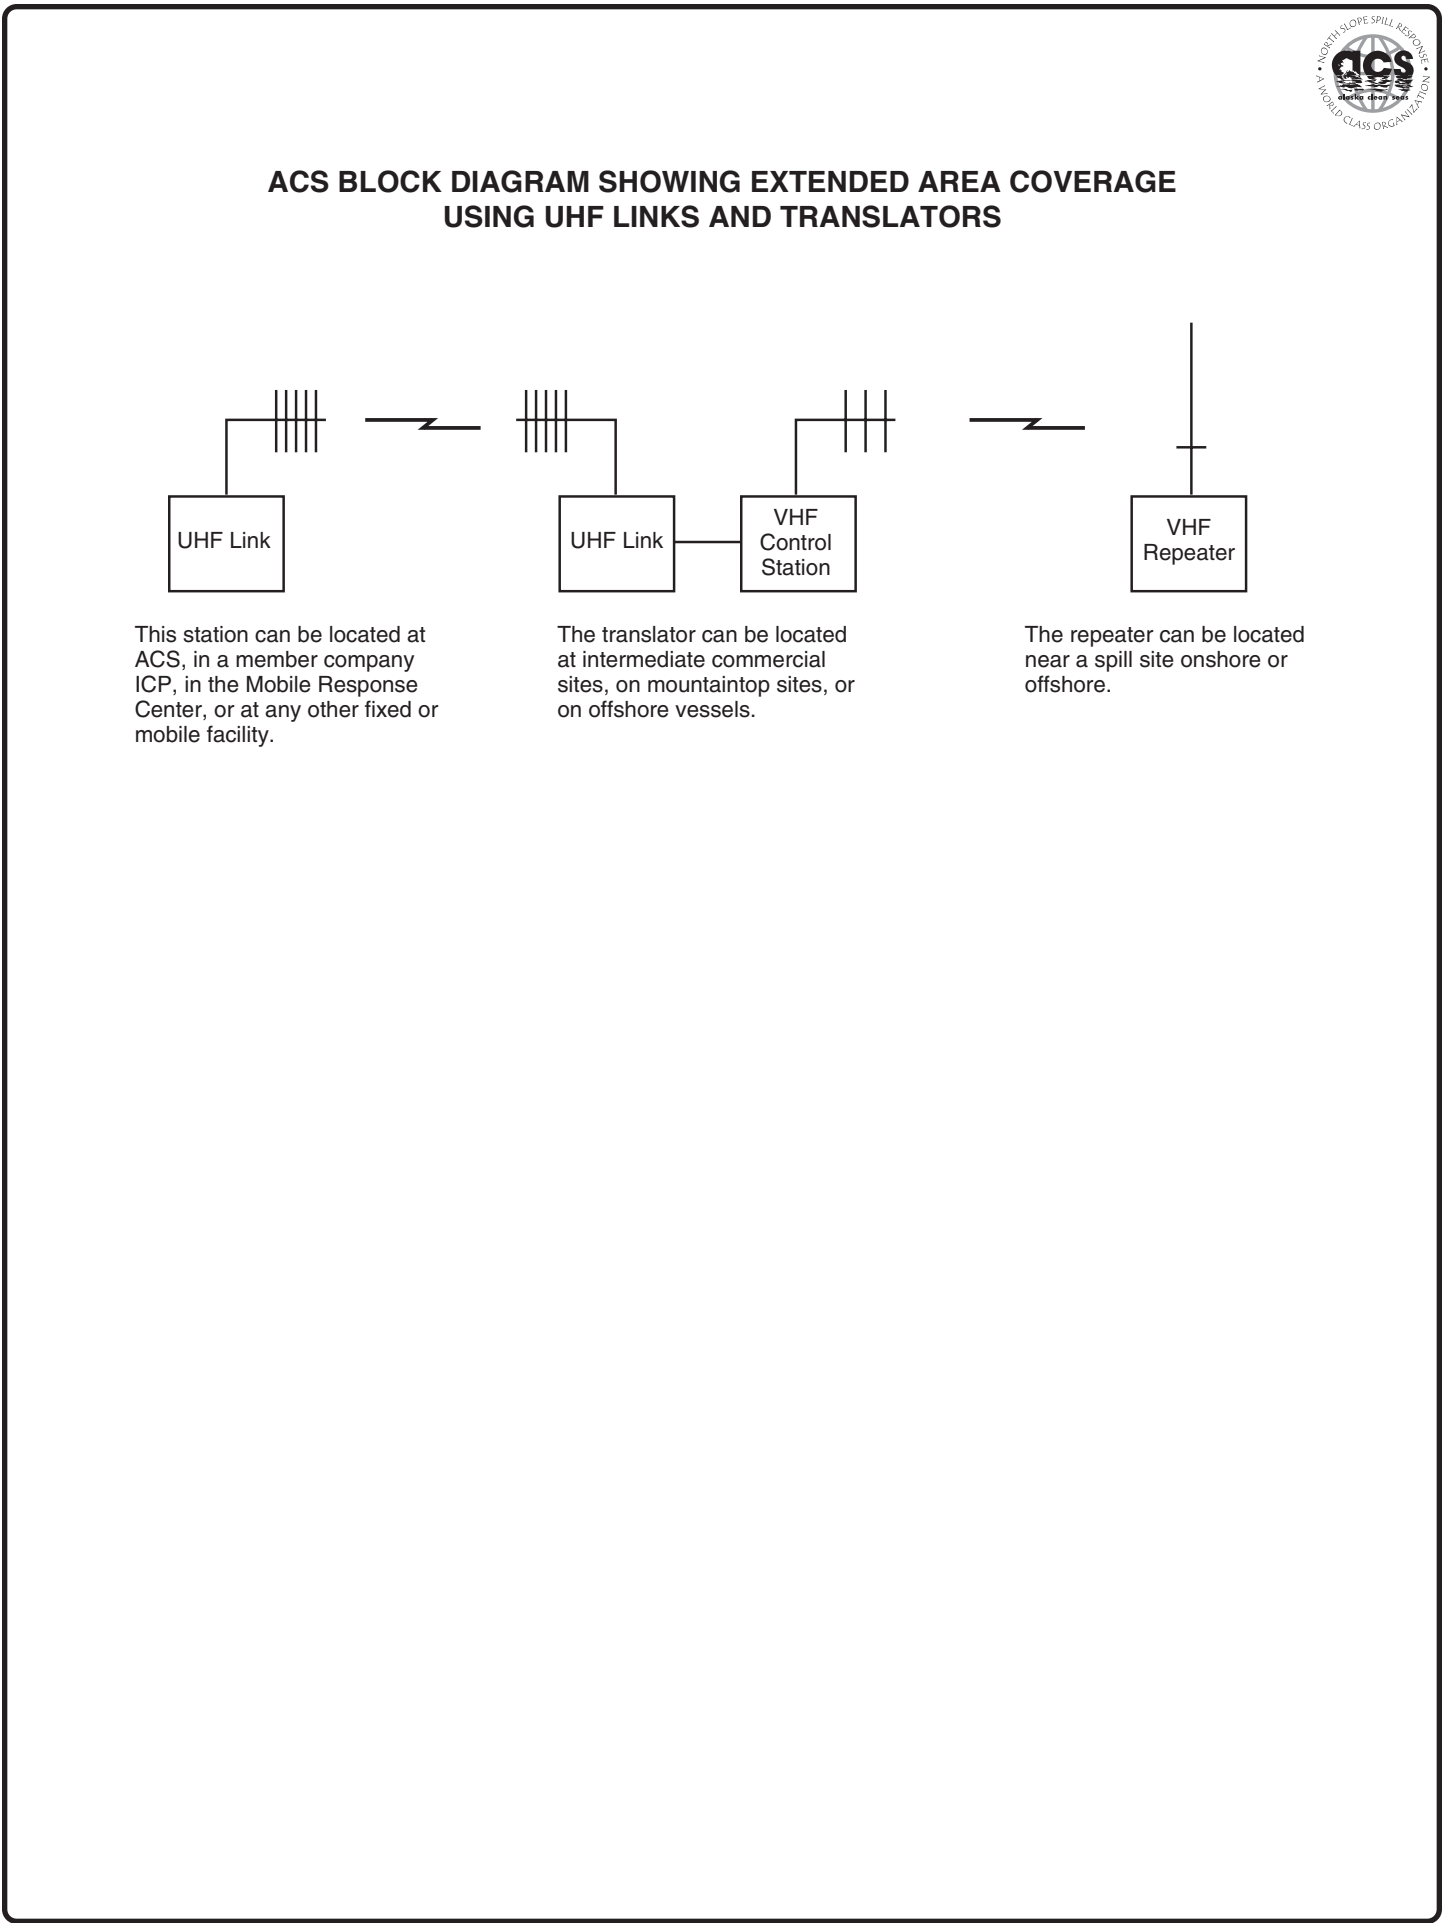 NORTH SLOPE SPILL RESPONSE
acs
alaska clean seas
A WORLD CLASS ORGANIZATION
ACS BLOCK DIAGRAM SHOWING EXTENDED AREA COVERAGE
USING UHF LINKS AND TRANSLATORS
UHF Link
UHF Link
VHF
Control
Station
VHF
Repeater
This station can be located at
ACS, in a member company
ICP, in the Mobile Response
Center, or at any other fixed or
mobile facility.
The translator can be located
at intermediate commercial
sites, on mountaintop sites, or
on offshore vessels.
The repeater can be located
near a spill site onshore or
offshore.